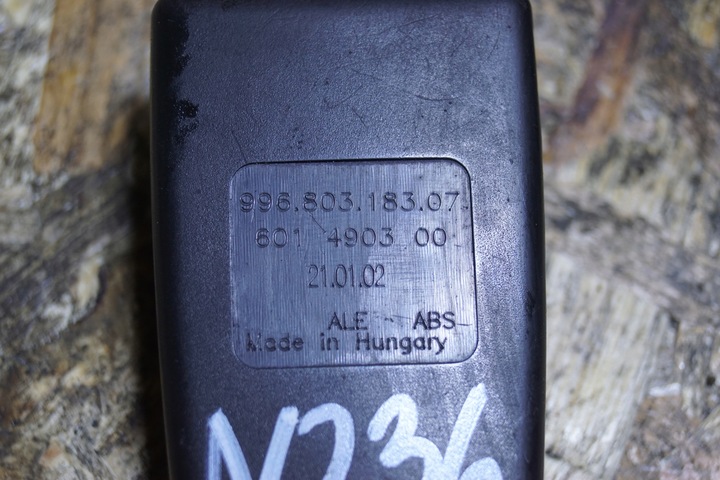 996.803.183.07
601 4903 00
21.01.02
ALE ABS
Made in Hungary
N236